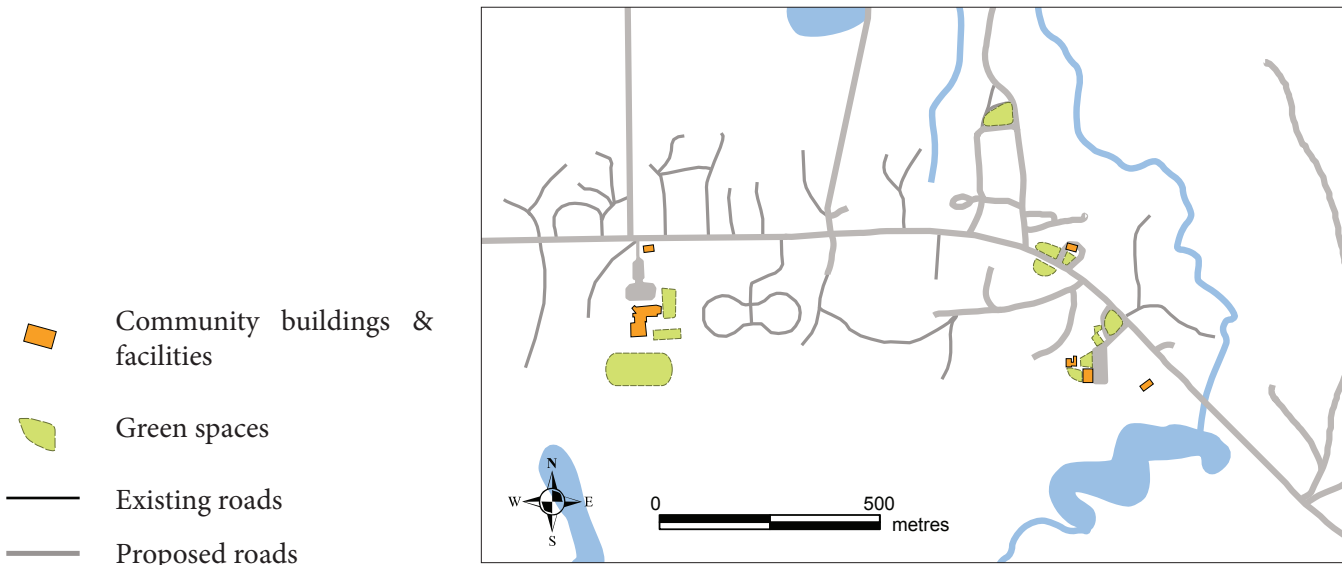 Community buildings &
facilities
Green spaces
Existing roads
Proposed roads
N
W E
S
0 500
metres